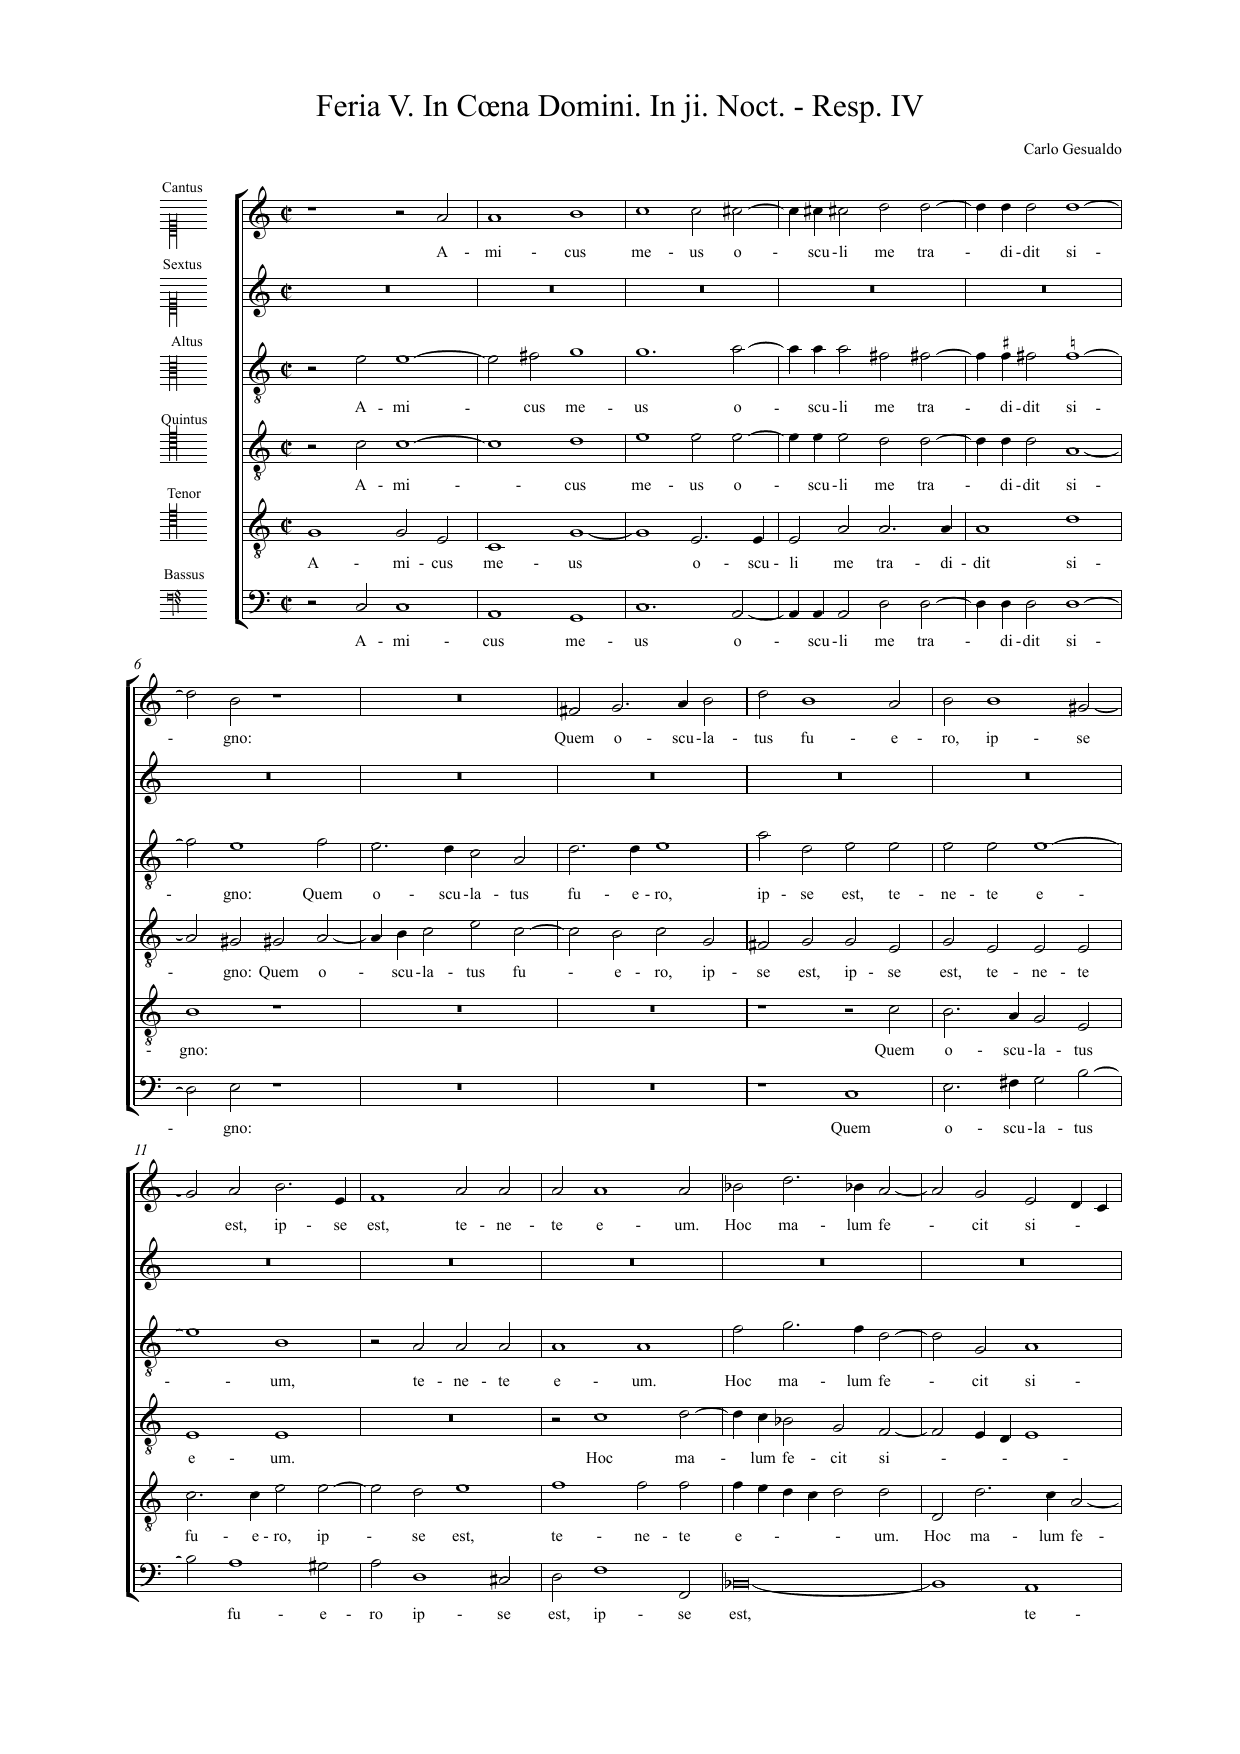 Feria V. In Cœna Domini. In ji. Noct. - Resp. IV
Carlo Gesualdo
Cantus
A - mi - cus me - us o - scu - li me tra - di - dit si -
Sextus
Altus
A - mi - cus me - us o - scu - li me tra - di - dit si -
Quintus
A - mi - - cus me - us o - scu - li me tra - di - dit si -
Tenor
A - mi - cus me - us o - scu - li me tra - di - dit si -
Bassus
A - mi - cus me - us o - scu - li me tra - di - dit si -
6
- gno: Quem o - scu - la - tus fu - e - ro, ip - se
- gno: Quem o - scu - la - tus fu - e - ro, ip - se est, te - ne - te e -
- gno: Quem o - scu - la - tus fu - e - ro, ip - se est, ip - se est, te - ne - te
- gno: Quem o - scu - la - tus
- gno: Quem o - scu - la - tus
11
est, ip - se est, te - ne - te e - um. Hoc ma - lum fe - cit si -
- - um, te - ne - te e - um. Hoc ma - lum fe - cit si -
e - um. Hoc ma - lum fe - cit si - - - -
fu - e - ro, ip - se est, te - ne - te e - - um. Hoc ma - lum fe -
fu - e - ro ip - se est, ip - se est, te -